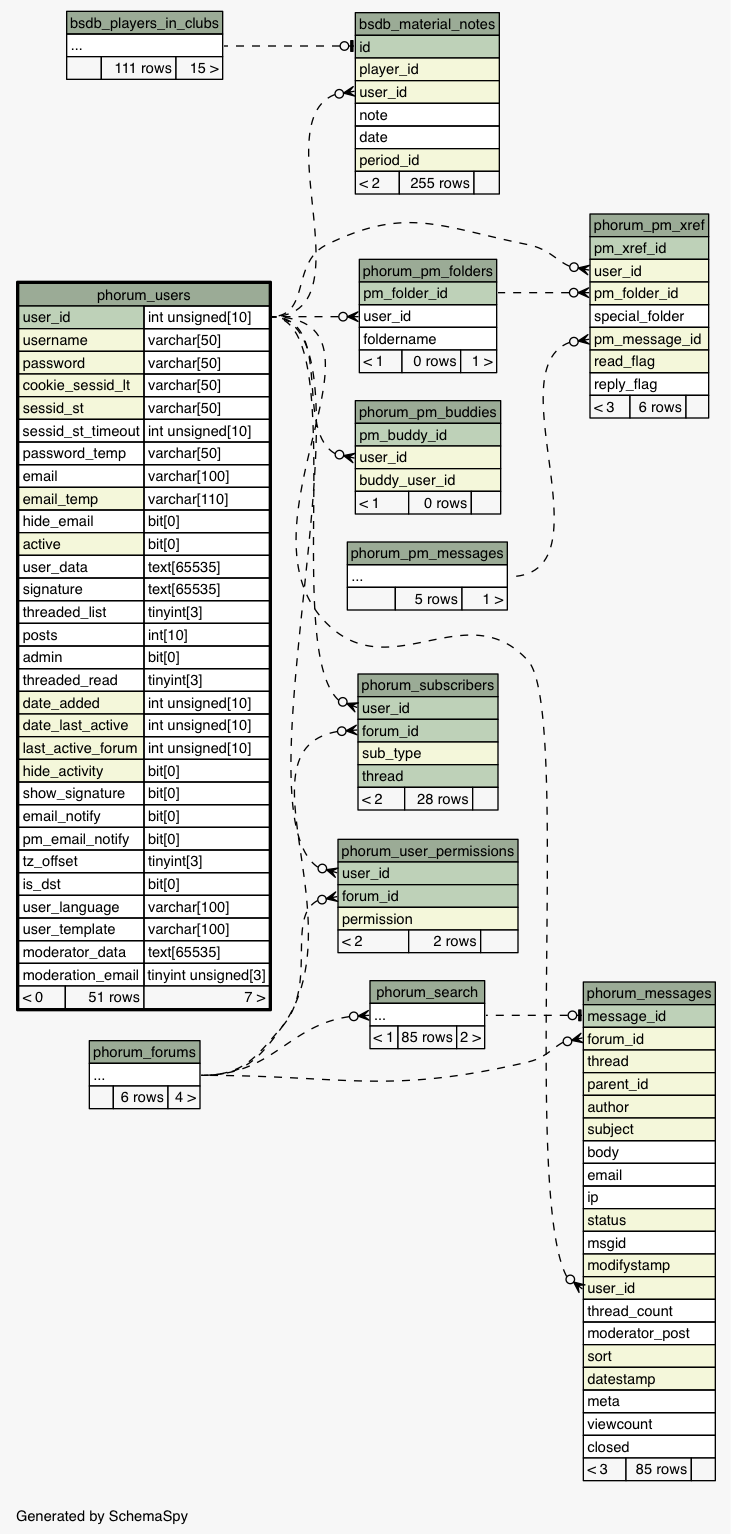 bsdb_players_in_clubs
...
111 rows 15 >
bsdb_material_notes
id
player_id
user_id
note
date
period_id
< 2 255 rows
phorum_pm_xref
pm_xref_id
user_id
pm_folder_id
special_folder
pm_message_id
read_flag
reply_flag
< 3 6 rows
phorum_pm_folders
pm_folder_id
user_id
foldername
< 1 0 rows 1 >
phorum_users
user_id int unsigned[10]
username varchar[50]
password varchar[50]
cookie_sessid_lt varchar[50]
sessid_st varchar[50]
sessid_st_timeout int unsigned[10]
password_temp varchar[50]
email varchar[100]
email_temp varchar[110]
hide_email bit[0]
active bit[0]
user_data text[65535]
signature text[65535]
threaded_list tinyint[3]
posts int[10]
admin bit[0]
threaded_read tinyint[3]
date_added int unsigned[10]
date_last_active int unsigned[10]
last_active_forum int unsigned[10]
hide_activity bit[0]
show_signature bit[0]
email_notify bit[0]
pm_email_notify bit[0]
tz_offset tinyint[3]
is_dst bit[0]
user_language varchar[100]
user_template varchar[100]
moderator_data text[65535]
moderation_email tinyint unsigned[3]
< 0 51 rows 7 >
phorum_pm_buddies
pm_buddy_id
user_id
buddy_user_id
< 1 0 rows
phorum_pm_messages
...
5 rows 1 >
phorum_subscribers
user_id
forum_id
sub_type
thread
< 2 28 rows
phorum_user_permissions
user_id
forum_id
permission
< 2 2 rows
phorum_search
...
< 1 85 rows 2 >
phorum_forums
...
6 rows 4 >
phorum_messages
message_id
forum_id
thread
parent_id
author
subject
body
email
ip
status
msgid
modifystamp
user_id
thread_count
moderator_post
sort
datestamp
meta
viewcount
closed
< 3 85 rows
Generated by SchemaSpy